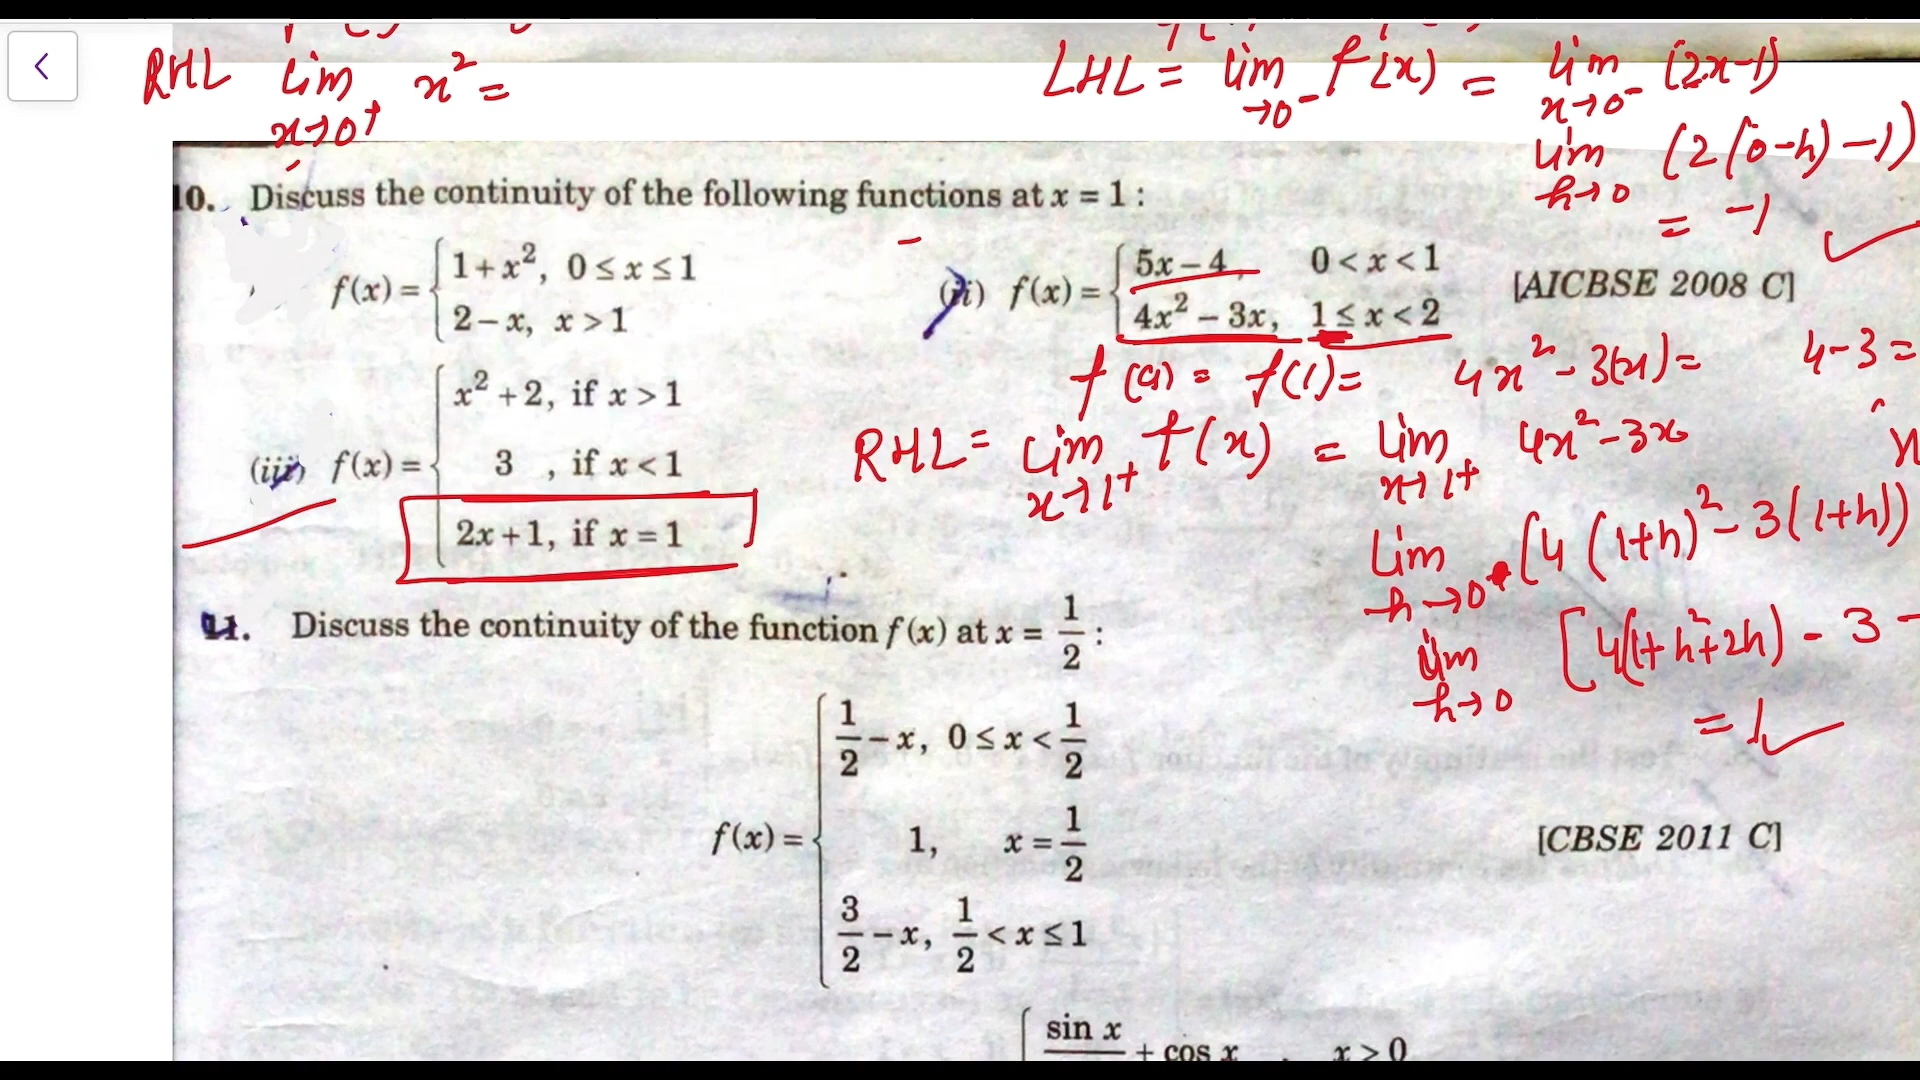 RHL lim x² =
x→0⁺
LHL = lim f(x) = lim (2x-1)
→0⁻ x→0⁻
lim (2(0-h)-1)
h→0
= -1
10. Discuss the continuity of the following functions at x = 1 :
f(x) = { 1 + x², 0 ≤ x ≤ 1
2 – x, x > 1
(ii) f(x) = { 5x – 4, 0 < x < 1
4x² – 3x, 1 ≤ x < 2
[AICBSE 2008 C]
f(a) = f(1) = 4x² - 3(x) = 4-3 =
(iii) f(x) = { x² + 2, if x > 1
3 , if x < 1
2x + 1, if x = 1
RHL = lim f(x) = lim 4x² - 3x
x→1⁺ x→1⁺
lim (4(1+h)² - 3(1+h))
h→0
lim [4(1+h²+2h) - 3 -
h→0
= 1
11. Discuss the continuity of the function f(x) at x = 1/2 :
f(x) = { 1/2 – x, 0 ≤ x < 1/2
1, x = 1/2
3/2 – x, 1/2 < x ≤ 1
[CBSE 2011 C]
sin x
+ cos x , x > 0